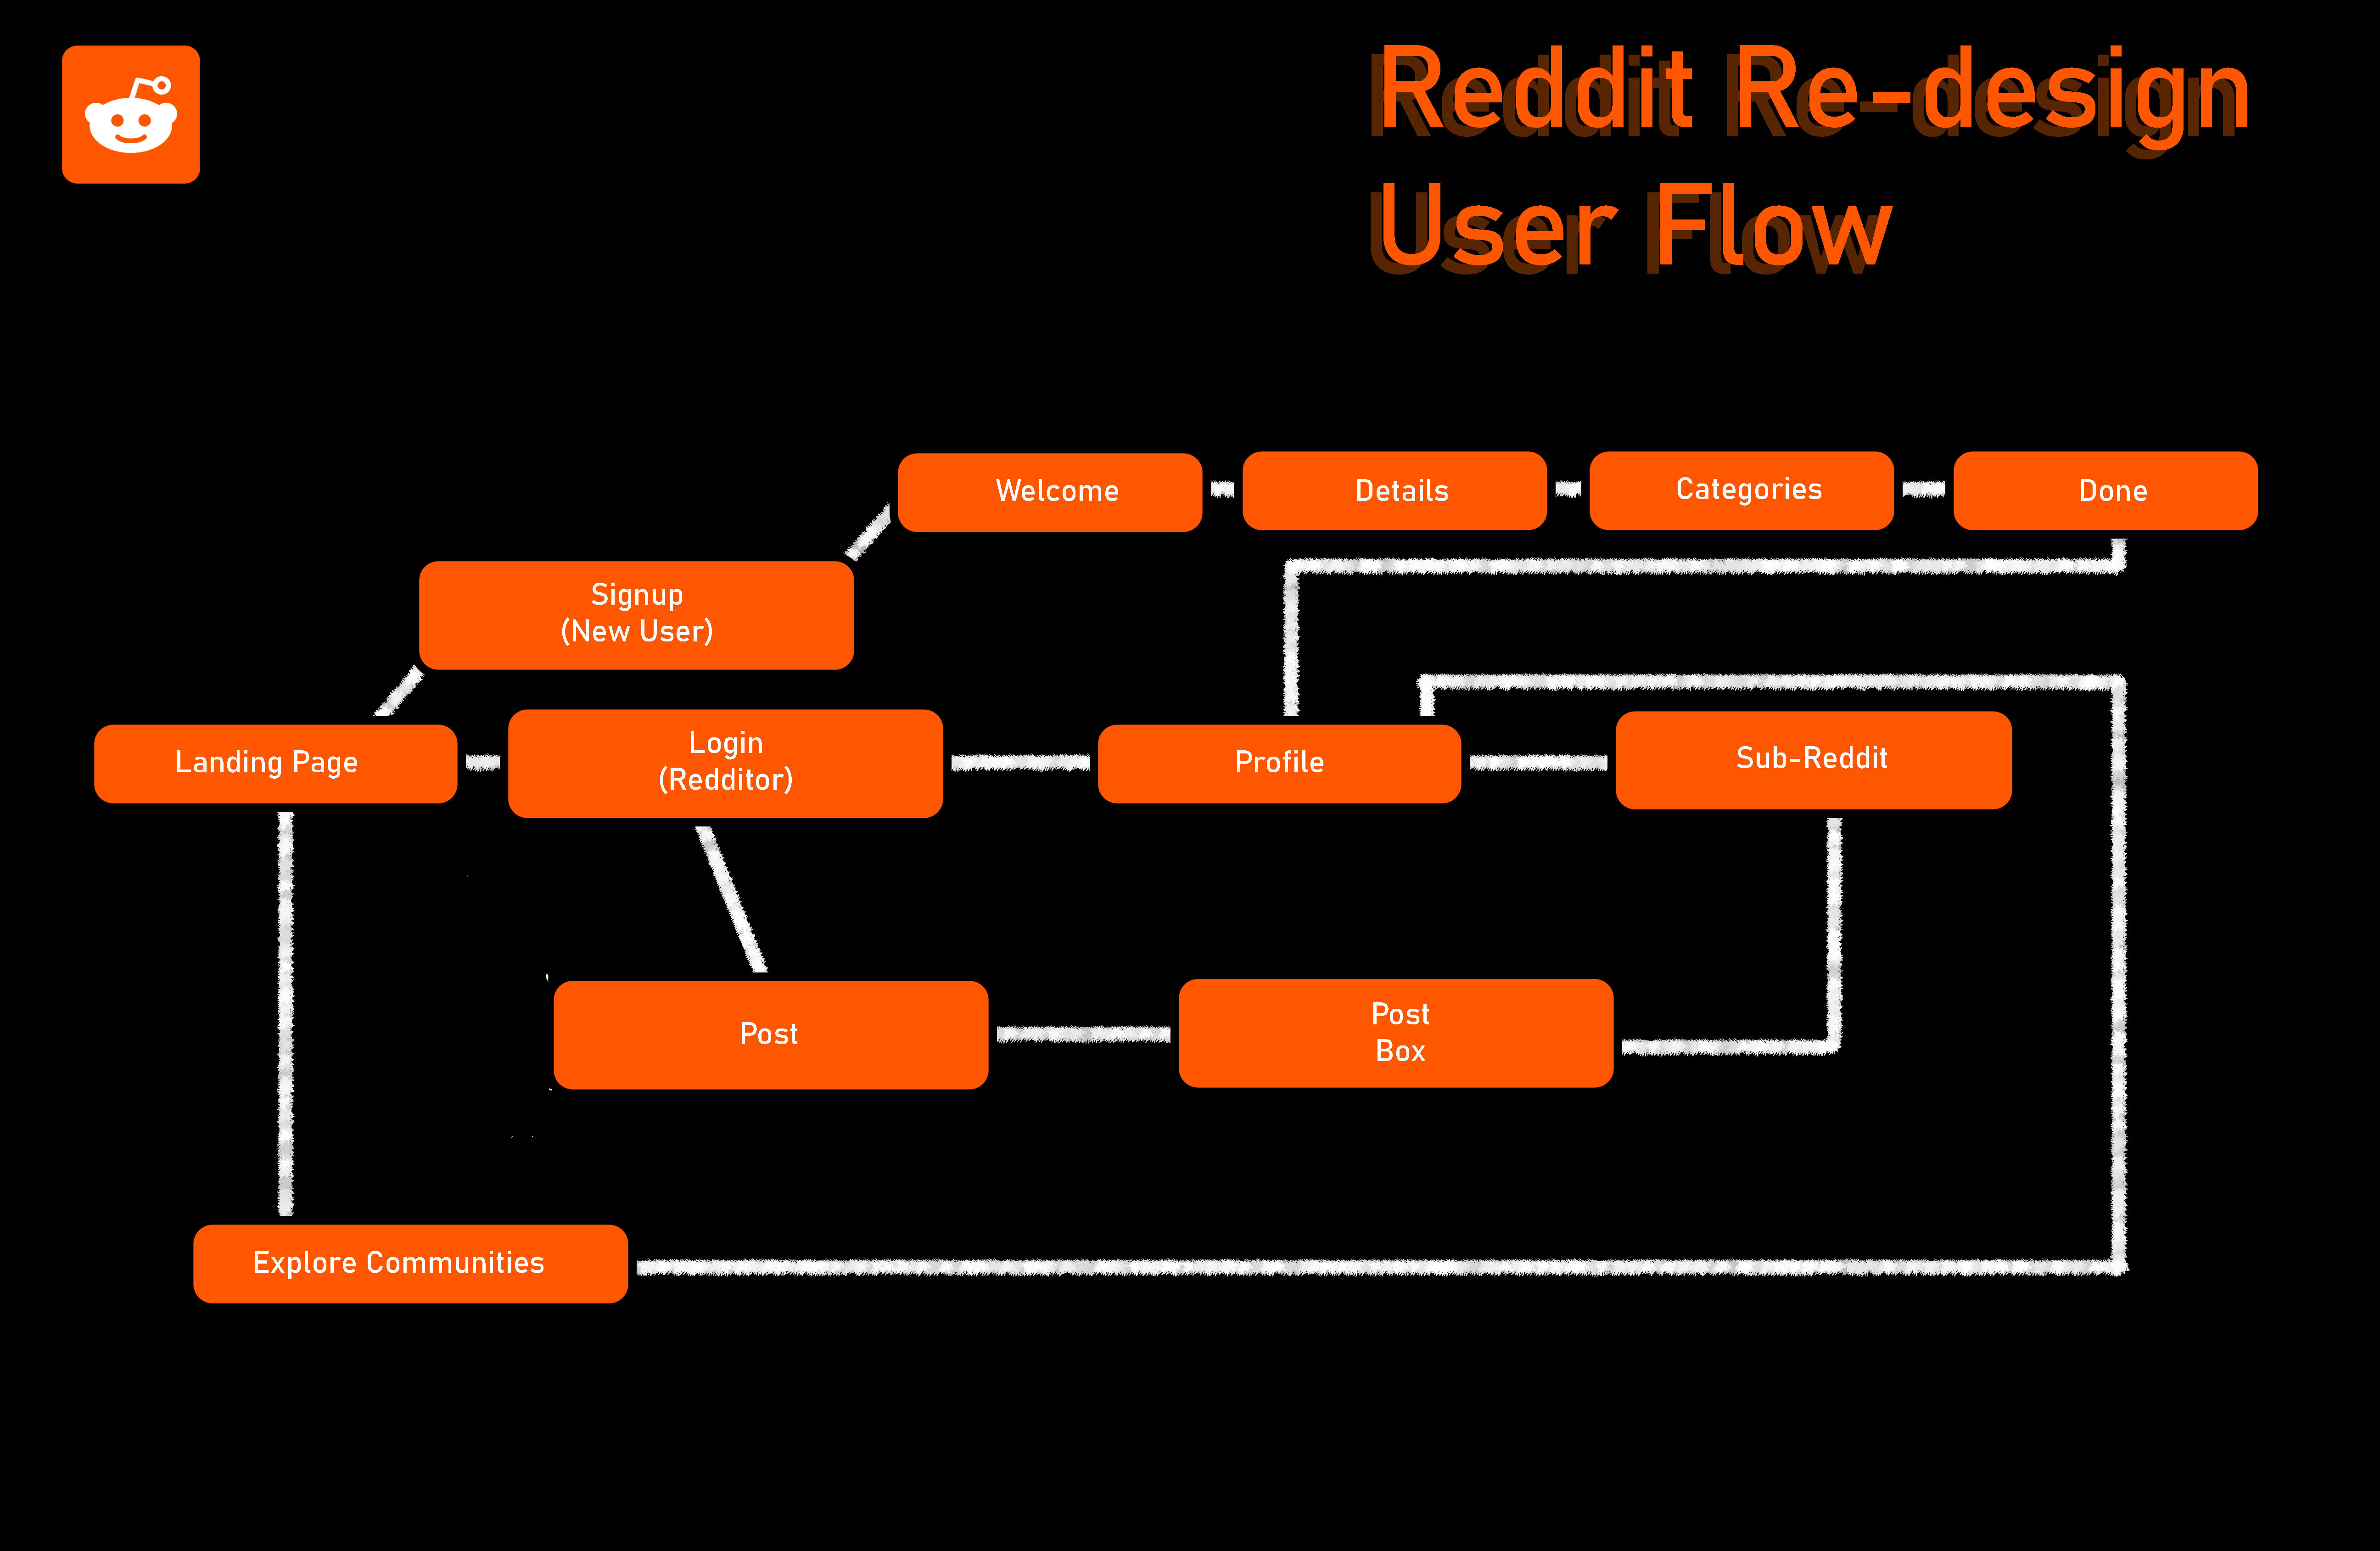 Reddit Re-design
User Flow
Welcome
Details
Categories
Done
Signup
(New User)
Landing Page
Login
(Redditor)
Profile
Sub-Reddit
Post
Post
Box
Explore Communities